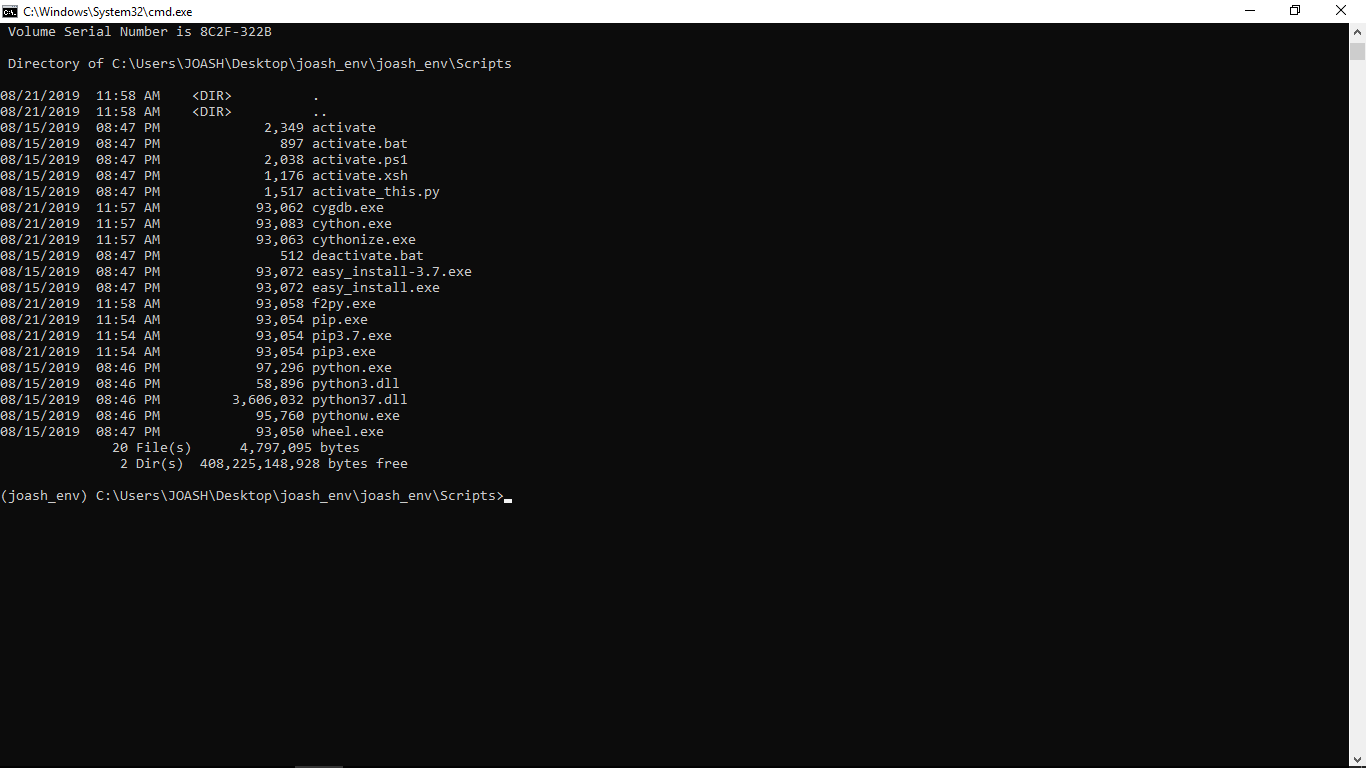 C:\Windows\System32\cmd.exe
Volume Serial Number is 8C2F-322B
Directory of C:\Users\JOASH\Desktop\joash_env\joash_env\Scripts
08/21/2019  11:58 AM    <DIR>          .
08/21/2019  11:58 AM    <DIR>          ..
08/15/2019  08:47 PM             2,349 activate
08/15/2019  08:47 PM               897 activate.bat
08/15/2019  08:47 PM             2,038 activate.ps1
08/15/2019  08:47 PM             1,176 activate.xsh
08/15/2019  08:47 PM             1,517 activate_this.py
08/21/2019  11:57 AM            93,062 cygdb.exe
08/21/2019  11:57 AM            93,083 cython.exe
08/21/2019  11:57 AM            93,063 cythonize.exe
08/15/2019  08:47 PM               512 deactivate.bat
08/15/2019  08:47 PM            93,072 easy_install-3.7.exe
08/15/2019  08:47 PM            93,072 easy_install.exe
08/21/2019  11:58 AM            93,058 f2py.exe
08/21/2019  11:54 AM            93,054 pip.exe
08/21/2019  11:54 AM            93,054 pip3.7.exe
08/21/2019  11:54 AM            93,054 pip3.exe
08/15/2019  08:46 PM            97,296 python.exe
08/15/2019  08:46 PM            58,896 python3.dll
08/15/2019  08:46 PM         3,606,032 python37.dll
08/15/2019  08:46 PM            95,760 pythonw.exe
08/15/2019  08:47 PM            93,050 wheel.exe
20 File(s)      4,797,095 bytes
2 Dir(s)  408,225,148,928 bytes free
(joash_env) C:\Users\JOASH\Desktop\joash_env\joash_env\Scripts>